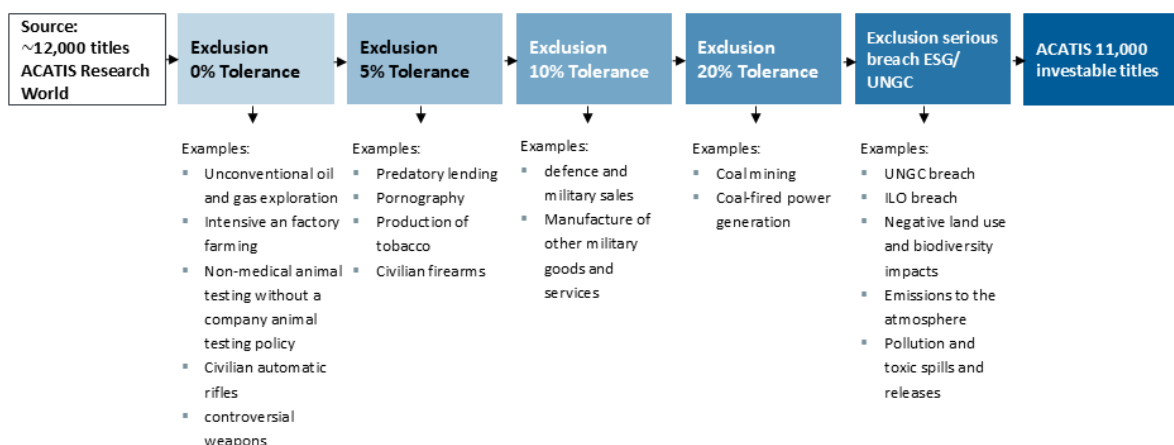 Source:
~12,000 titles
ACATIS Research
World
Exclusion
0% Tolerance
Exclusion
5% Tolerance
Exclusion
10% Tolerance
Exclusion
20% Tolerance
Exclusion serious
breach ESG/
UNGC
ACATIS 11,000
investable titles
Examples:
Unconventional oil
and gas exploration
Intensive an factory
farming
Non-medical animal
testing without a
company animal
testing policy
Civilian automatic
rifles
controversial
weapons
Examples:
Predatory lending
Pornography
Production of
tobacco
Civilian firearms
Examples:
defence and
military sales
Manufacture of
other military
goods and
services
Examples:
Coal mining
Coal-fired power
generation
Examples:
UNGC breach
ILO breach
Negative land use
and biodiversity
impacts
Emissions to the
atmosphere
Pollution and
toxic spills and
releases